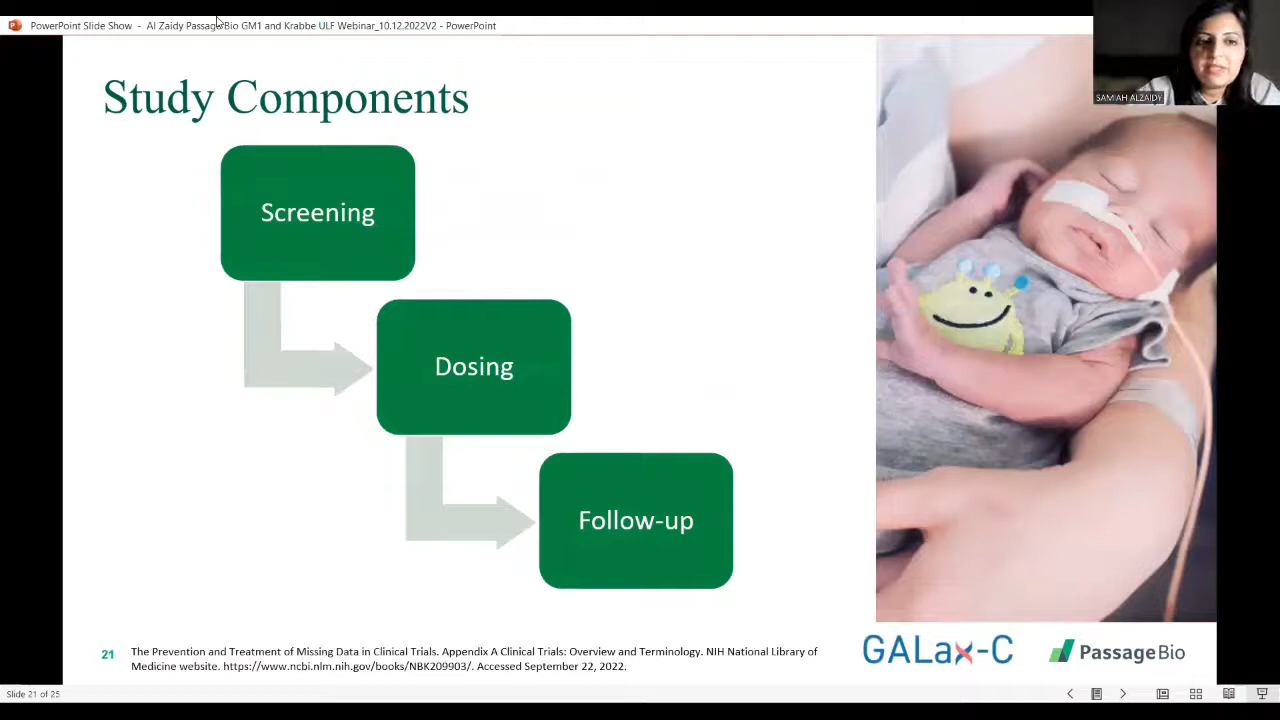 PowerPoint Slide Show - Al Zaidy Passage Bio GM1 and Krabbe ULF Webinar_10.12.2022V2 - PowerPoint
SAMIAH ALZAIDY
Study Components
Screening
Dosing
Follow-up
21
The Prevention and Treatment of Missing Data in Clinical Trials. Appendix A Clinical Trials: Overview and Terminology. NIH National Library of
Medicine website. https://www.ncbi.nlm.nih.gov/books/NBK209903/. Accessed September 22, 2022.
GALax-C
PassageBio
Slide 21 of 25